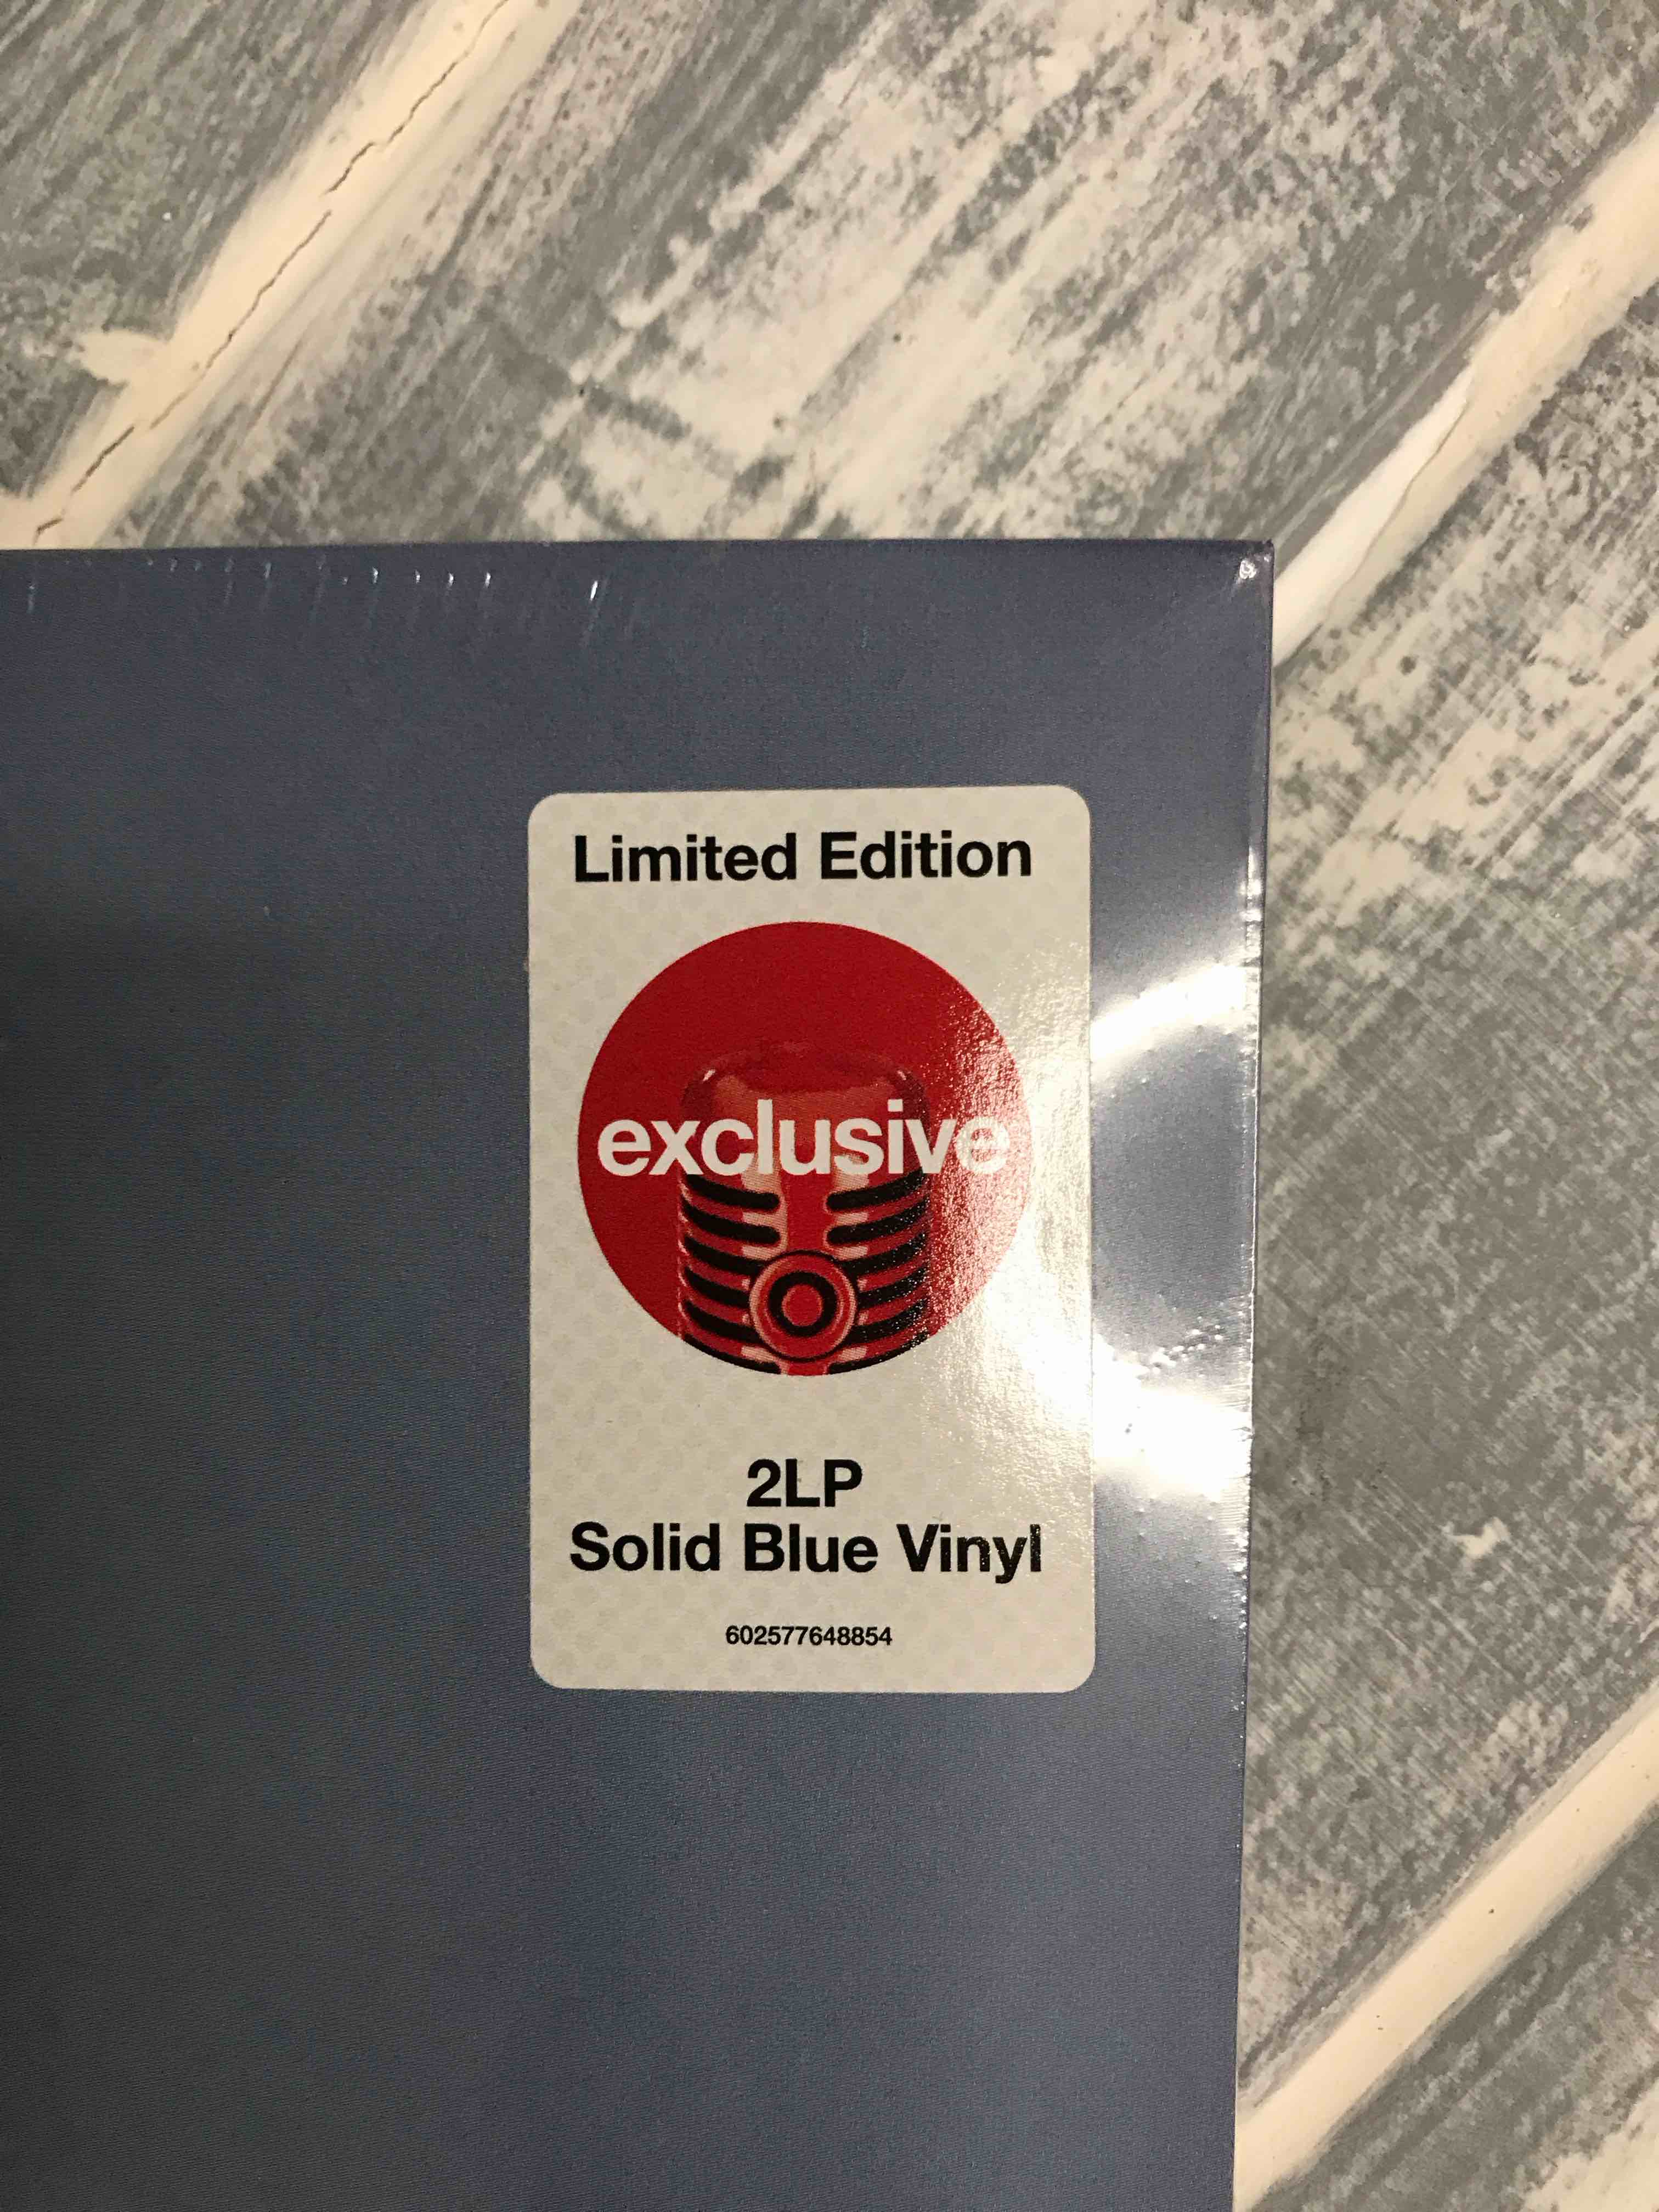 Limited Edition
exclusive
2LP
Solid Blue Vinyl
602577648854